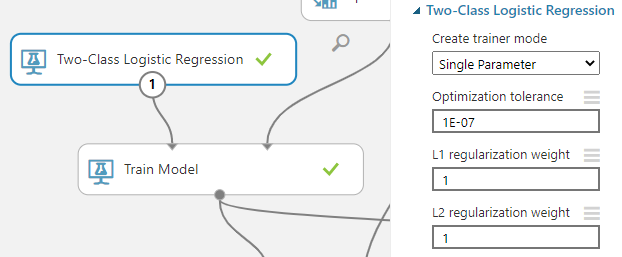 Two-Class Logistic Regression
1
Train Model
Two-Class Logistic Regression
Create trainer mode
Single Parameter
Optimization tolerance
1E-07
L1 regularization weight
1
L2 regularization weight
1